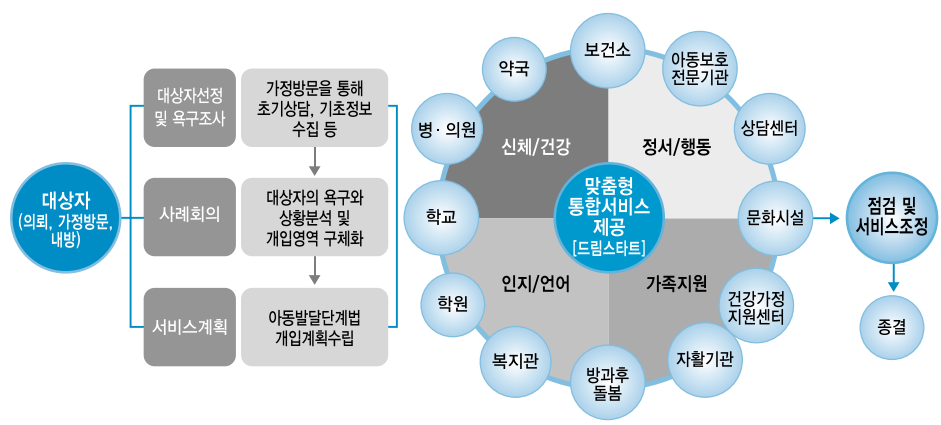 대상자
(의뢰, 가정방문,
내방)
대상자선정
및 욕구조사
가정방문을 통해
초기상담, 기초정보
수집 등
사례회의
대상자의 욕구와
상황분석 및
개입영역 구체화
서비스계획
아동발달단계법
개입계획수립
보건소
아동보호
전문기관
상담센터
문화시설
건강가정
지원센터
자활기관
방과후
돌봄
복지관
학원
학교
병·의원
약국
신체/건강
정서/행동
인지/언어
가족지원
맞춤형
통합서비스
제공
[드림스타트]
점검 및
서비스조정
종결